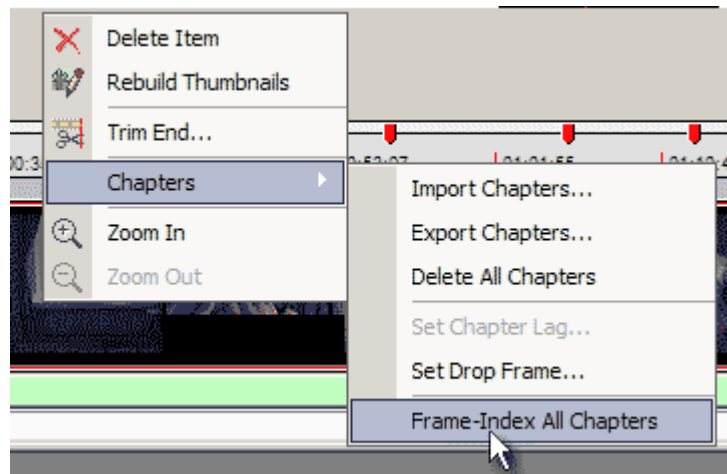 Delete Item
Rebuild Thumbnails
Trim End...
Chapters
Import Chapters...
Export Chapters...
Delete All Chapters
Set Chapter Lag...
Set Drop Frame...
Frame-Index All Chapters
Zoom In
Zoom Out